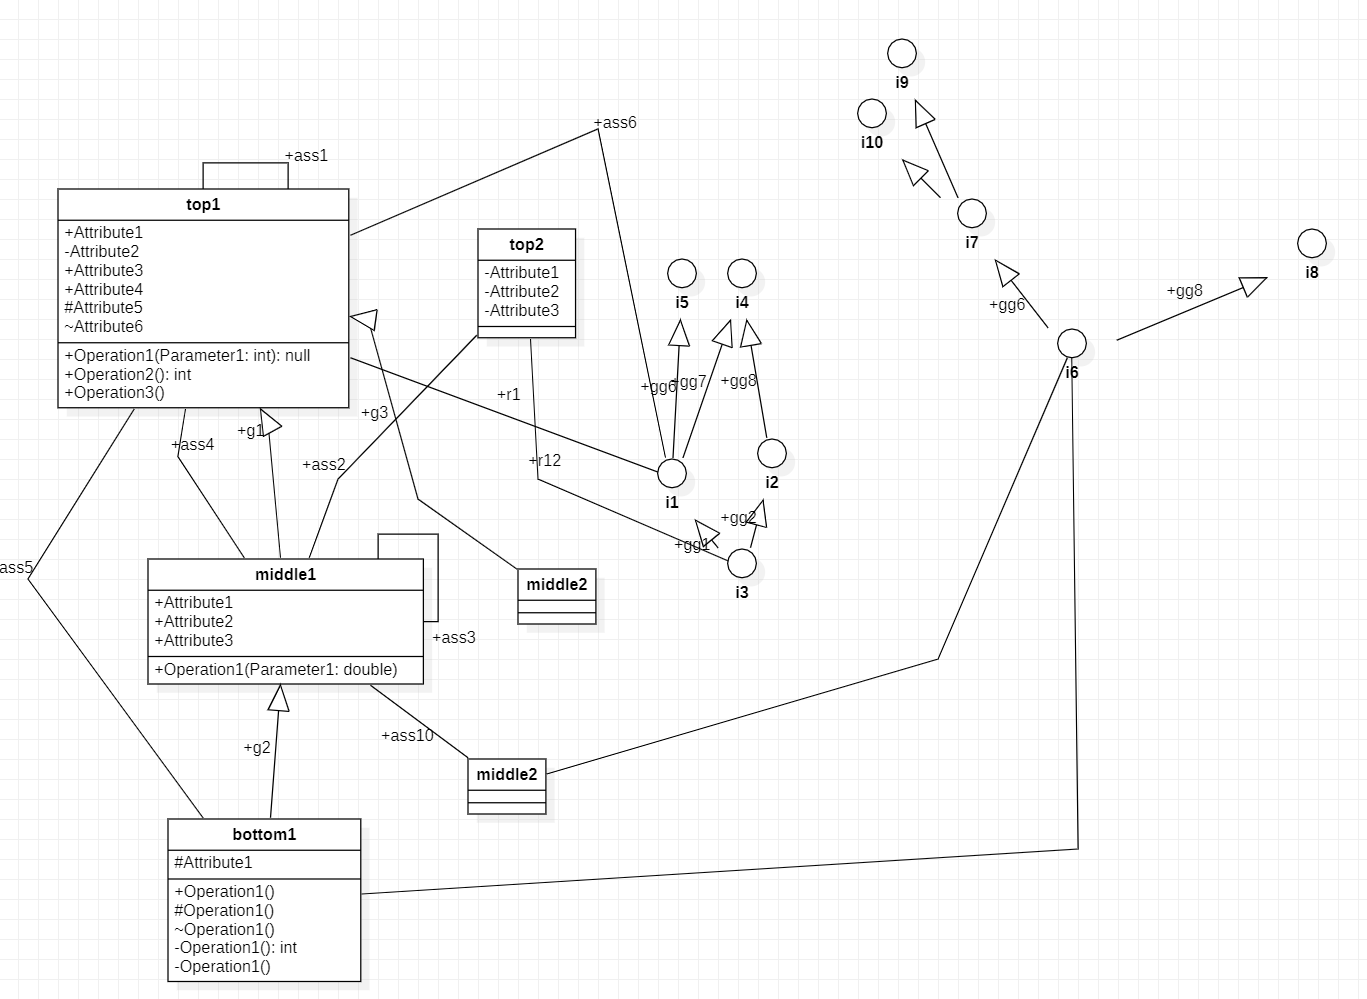 i9
i10
+ass6
+ass1
top1
+Attribute1
-Attribute2
+Attribute3
+Attribute4
#Attribute5
~Attribute6
+Operation1(Parameter1: int): null
+Operation2(): int
+Operation3()
top2
-Attribute1
-Attribute2
-Attribute3
i7
i8
i5
i4
+gg6
+gg8
i6
+gg6
+gg7
+gg8
+r1
+g3
+g1
+ass4
+ass2
+r12
i1
i2
+gg2
+gg1
i3
ass5
middle1
+Attribute1
+Attribute2
+Attribute3
+Operation1(Parameter1: double)
middle2
+ass3
+g2
+ass10
middle2
bottom1
#Attribute1
+Operation1()
#Operation1()
~Operation1()
-Operation1(): int
-Operation1()